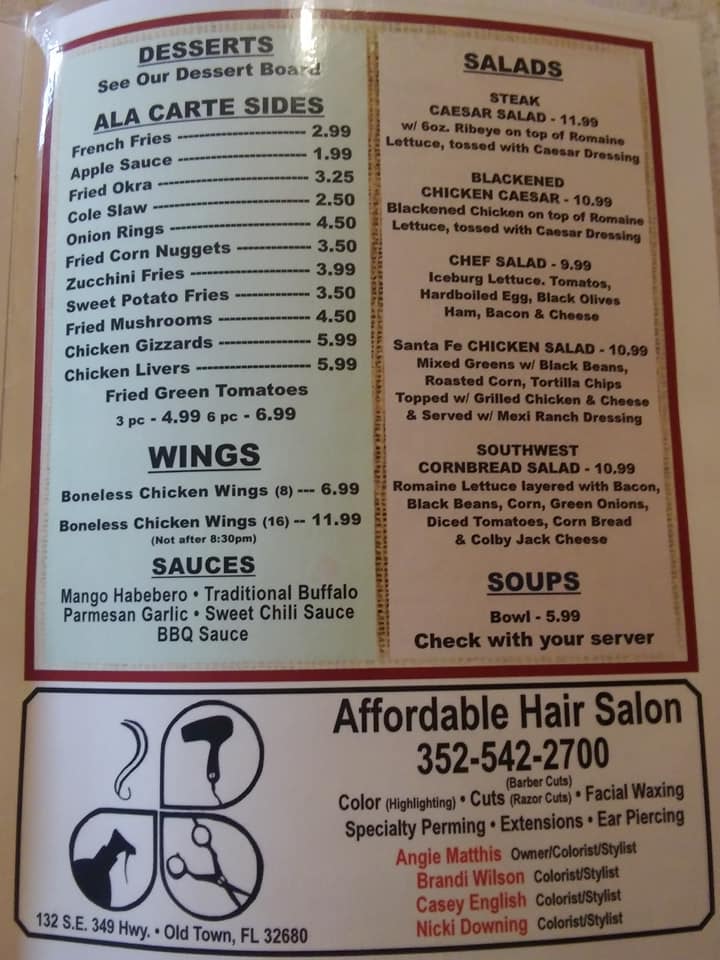 DESSERTS
See Our Dessert Board
ALA CARTE SIDES
French Fries ------------------------ 2.99
Apple Sauce ------------------------ 1.99
Fried Okra --------------------------- 3.25
Cole Slaw ---------------------------- 2.50
Onion Rings ------------------------- 4.50
Fried Corn Nuggets --------------- 3.50
Zucchini Fries ---------------------- 3.99
Sweet Potato Fries -------------- 3.50
Fried Mushrooms ----------------- 4.50
Chicken Gizzards ----------------- 5.99
Chicken Livers --------------------- 5.99
Fried Green Tomatoes
3 pc - 4.99 6 pc - 6.99
WINGS
Boneless Chicken Wings (8) --- 6.99
Boneless Chicken Wings (16) -- 11.99
(Not after 8:30pm)
SAUCES
Mango Habebero • Traditional Buffalo
Parmesan Garlic • Sweet Chili Sauce
BBQ Sauce
SALADS
STEAK
CAESAR SALAD - 11.99
w/ 6oz. Ribeye on top of Romaine
Lettuce, tossed with Caesar Dressing
BLACKENED
CHICKEN CAESAR - 10.99
Blackened Chicken on top of Romaine
Lettuce, tossed with Caesar Dressing
CHEF SALAD - 9.99
Iceburg Lettuce. Tomatos,
Hardboiled Egg, Black Olives
Ham, Bacon & Cheese
Santa Fe CHICKEN SALAD - 10.99
Mixed Greens w/ Black Beans,
Roasted Corn, Tortilla Chips
Topped w/ Grilled Chicken & Cheese
& Served w/ Mexi Ranch Dressing
SOUTHWEST
CORNBREAD SALAD - 10.99
Romaine Lettuce layered with Bacon,
Black Beans, Corn, Green Onions,
Diced Tomatoes, Corn Bread
& Colby Jack Cheese
SOUPS
Bowl - 5.99
Check with your server
Affordable Hair Salon
352-542-2700
(Barber Cuts)
Color (Highlighting) • Cuts (Razor Cuts) • Facial Waxing
Specialty Perming • Extensions • Ear Piercing
Angie Matthis Owner/Colorist/Stylist
Brandi Wilson Colorist/Stylist
Casey English Colorist/Stylist
Nicki Downing Colorist/Stylist
132 S.E. 349 Hwy. • Old Town, FL 32680